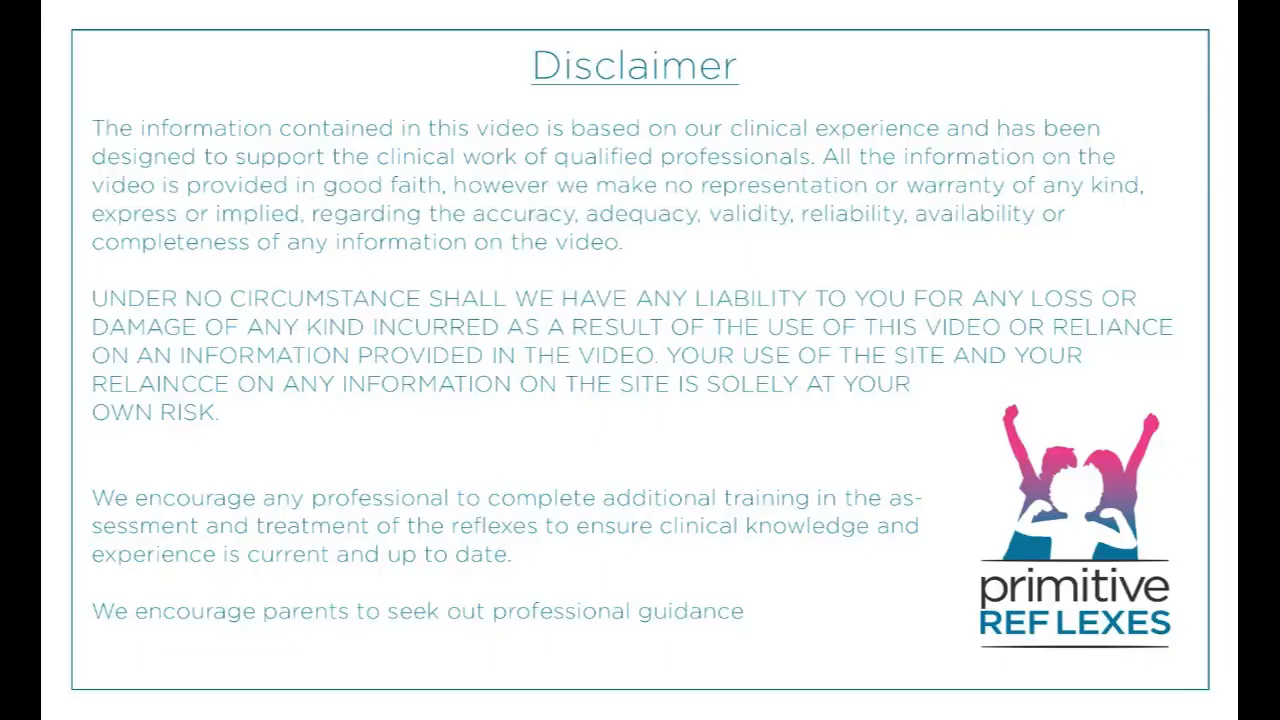 Disclaimer
The information contained in this video is based on our clinical experience and has been
designed to support the clinical work of qualified professionals. All the information on the
video is provided in good faith, however we make no representation or warranty of any kind,
express or implied, regarding the accuracy, adequacy, validity, reliability, availability or
completeness of any information on the video.
UNDER NO CIRCUMSTANCE SHALL WE HAVE ANY LIABILITY TO YOU FOR ANY LOSS OR
DAMAGE OF ANY KIND INCURRED AS A RESULT OF THE USE OF THIS VIDEO OR RELIANCE
ON AN INFORMATION PROVIDED IN THE VIDEO. YOUR USE OF THE SITE AND YOUR
RELAINCCE ON ANY INFORMATION ON THE SITE IS SOLELY AT YOUR
OWN RISK.
We encourage any professional to complete additional training in the as-
sessment and treatment of the reflexes to ensure clinical knowledge and
experience is current and up to date.
We encourage parents to seek out professional guidance
primitive
REFLEXES